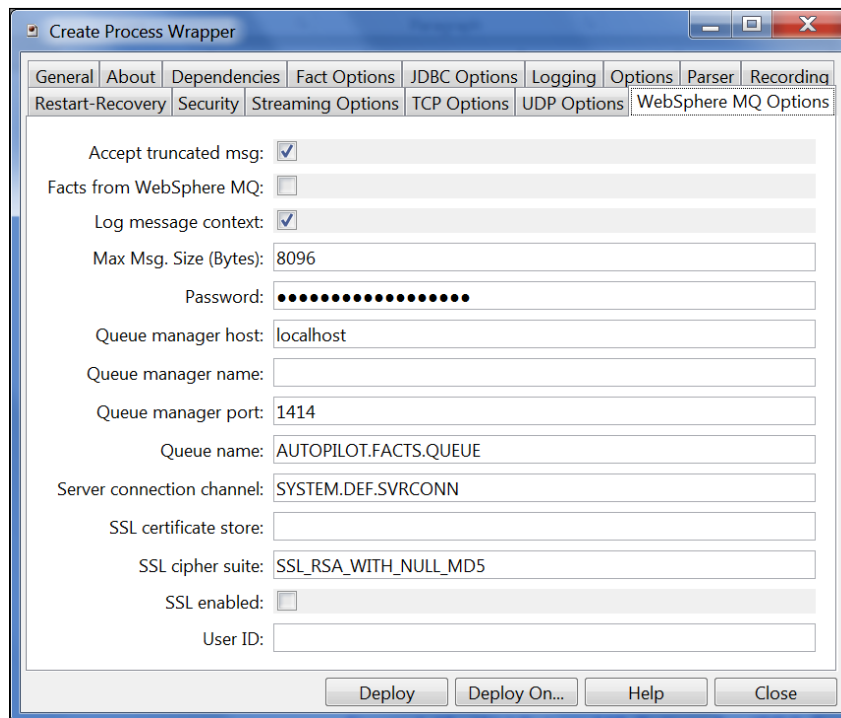 Create Process Wrapper
General About Dependencies Fact Options JDBC Options Logging Options Parser Recording
Restart-Recovery Security Streaming Options TCP Options UDP Options WebSphere MQ Options
Accept truncated msg:
Facts from WebSphere MQ:
Log message context:
Max Msg. Size (Bytes): 8096
Password: ●●●●●●●●●●●●●●●●●●
Queue manager host: localhost
Queue manager name:
Queue manager port: 1414
Queue name: AUTOPILOT.FACTS.QUEUE
Server connection channel: SYSTEM.DEF.SVRCONN
SSL certificate store:
SSL cipher suite: SSL_RSA_WITH_NULL_MD5
SSL enabled:
User ID:
Deploy Deploy On... Help Close